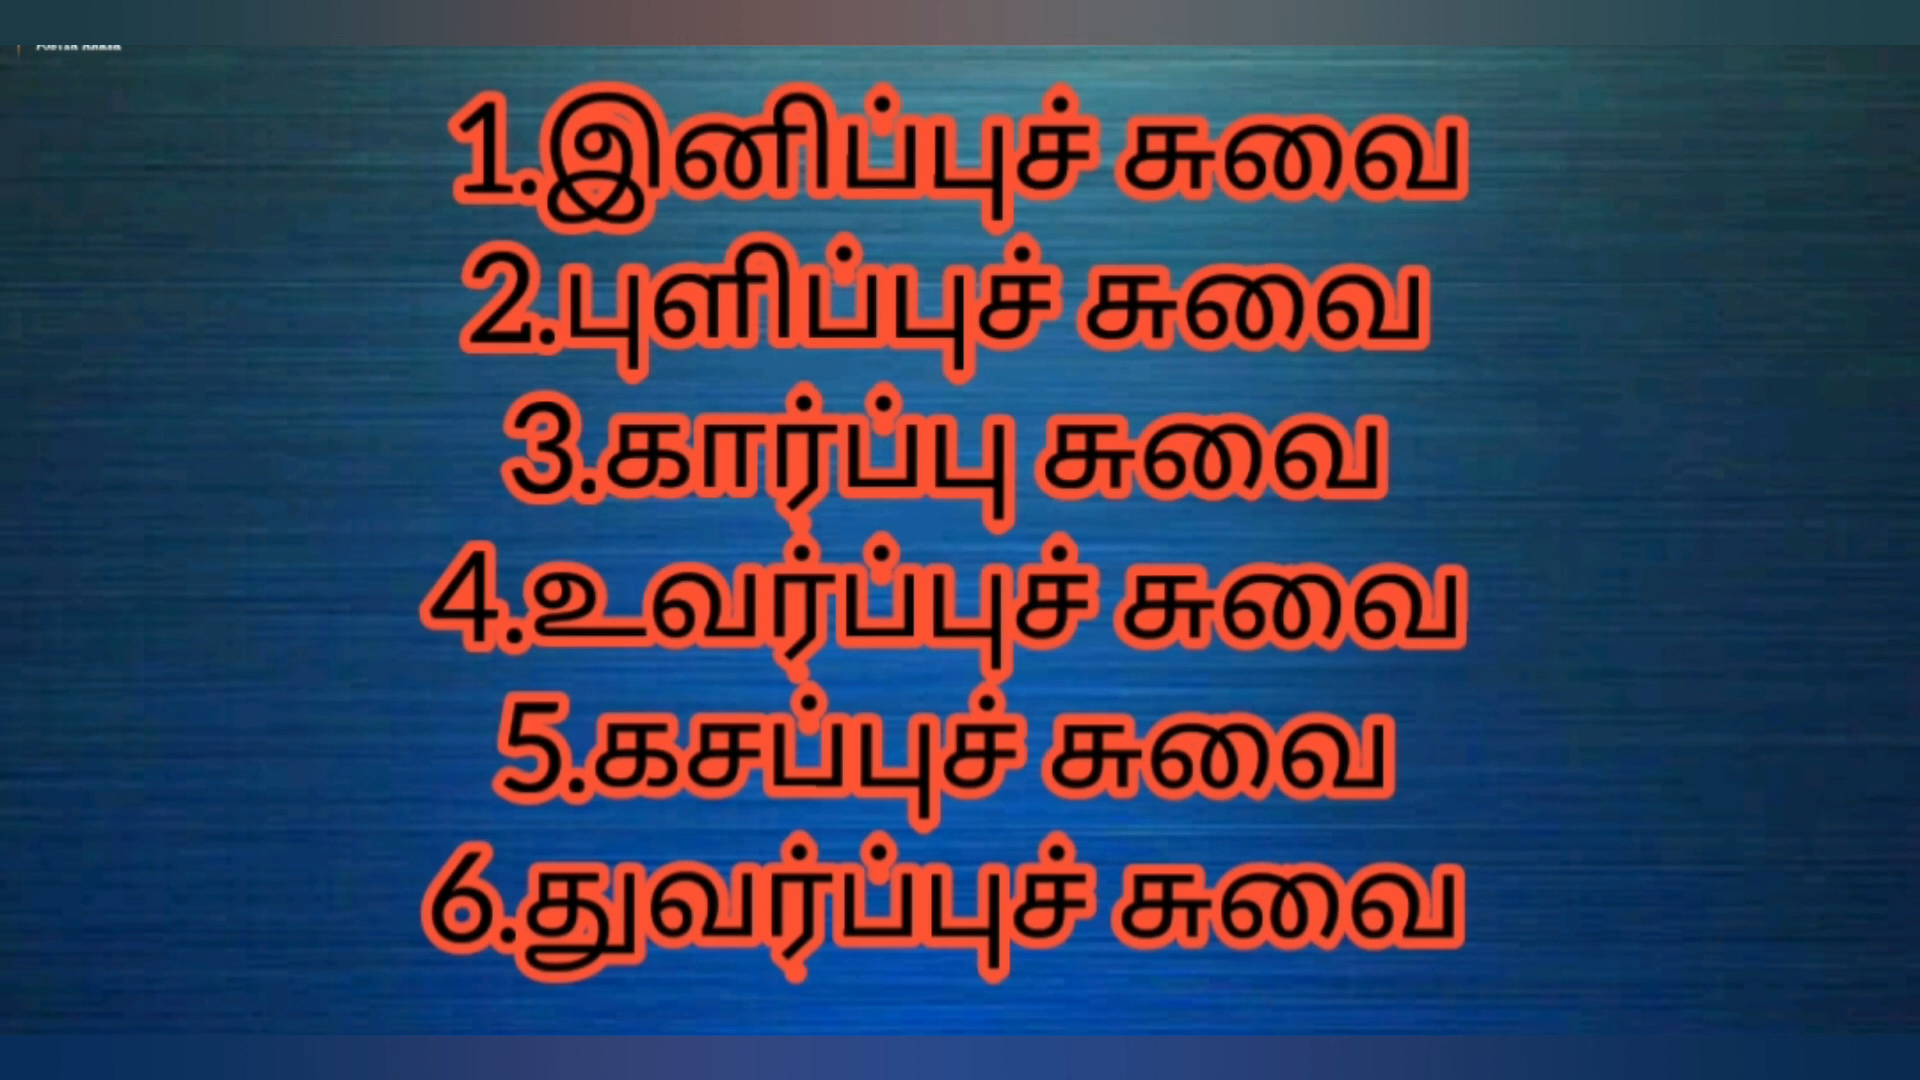 1.இனிப்புச் சுவை
2.புளிப்புச் சுவை
3.கார்ப்பு சுவை
4.உவர்ப்புச் சுவை
5.கசப்புச் சுவை
6.துவர்ப்புச் சுவை